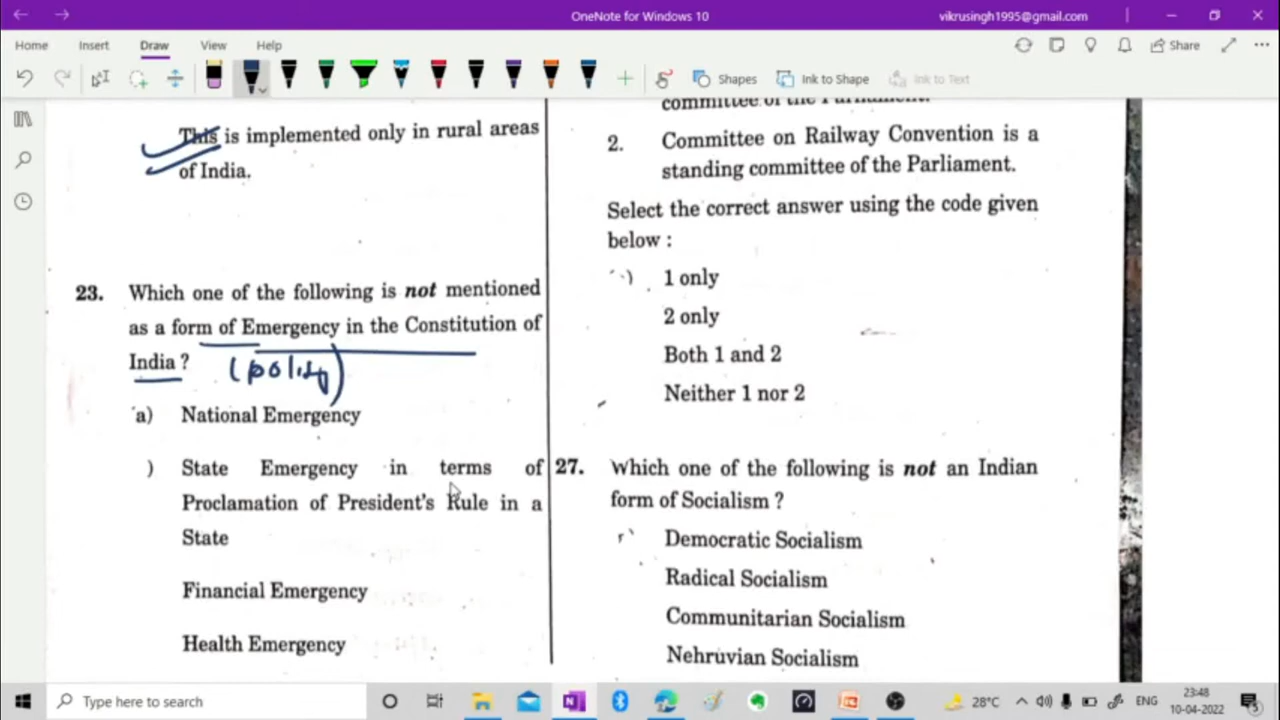 OneNote for Windows 10
vikrusingh1995@gmail.com
Home Insert Draw View Help
Share
Shapes
Ink to Shape
Ink to Text
This is implemented only in rural areas
of India.
23. Which one of the following is not mentioned
as a form of Emergency in the Constitution of
India ? (polity)
a) National Emergency
) State Emergency in terms of
Proclamation of President's Rule in a
State
Financial Emergency
Health Emergency
committee of the Parliament.
2. Committee on Railway Convention is a
standing committee of the Parliament.
Select the correct answer using the code given
below :
) 1 only
2 only
Both 1 and 2
Neither 1 nor 2
27. Which one of the following is not an Indian
form of Socialism ?
Democratic Socialism
Radical Socialism
Communitarian Socialism
Nehruvian Socialism
Type here to search
28°C
ENG
23:48
10-04-2022